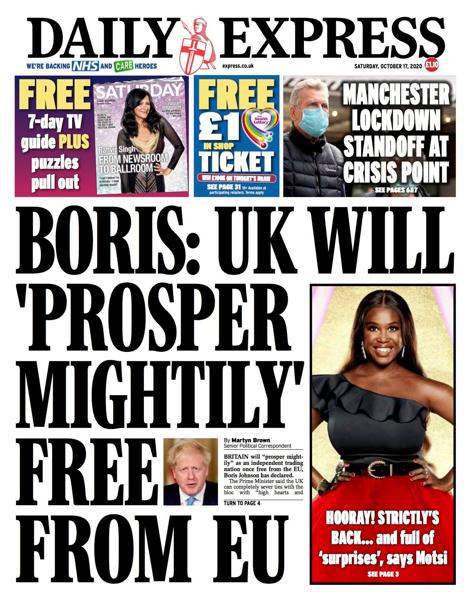 DAILY EXPRESS
WE'RE BACKING NHS AND CARE HEROES
express.co.uk
SATURDAY, OCTOBER 17, 2020 £1.10
FREE
7-day TV
guide PLUS
puzzles
pull out
SATURDAY
Ranvir Singh
FROM NEWSROOM
TO BALLROOM
FREE
£1
IN SHOP
TICKET
health
Lottery
SEE PAGE 31
MANCHESTER
LOCKDOWN
STANDOFF AT
CRISIS POINT
SEE PAGES 6&7
BORIS: UK WILL
'PROSPER
MIGHTILY'
FREE
FROM EU
By Martyn Brown
Senior Political Correspondent
BRITAIN will "prosper might-
ily" as an independent trading
nation once free from the EU,
Boris Johnson has declared.
The Prime Minister said the UK
can completely sever ties with the
bloc with "high hearts and
TURN TO PAGE 4
HOORAY! STRICTLY'S
BACK... and full of
'surprises', says Motsi
SEE PAGE 3